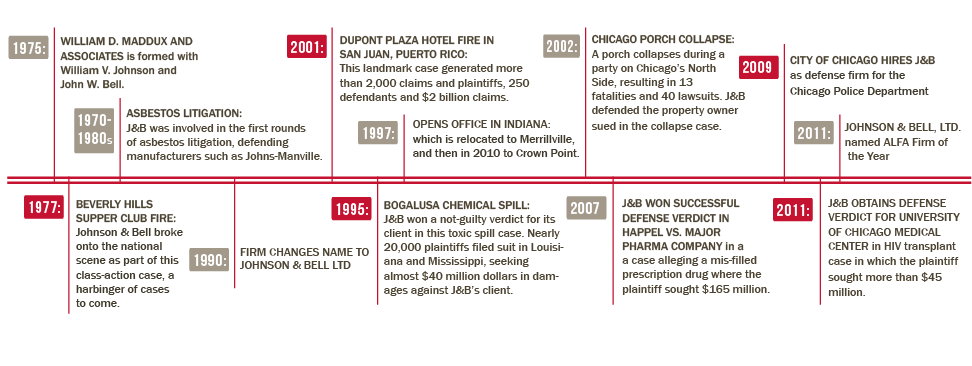 1975:
WILLIAM D. MADDUX AND
ASSOCIATES is formed with
William V. Johnson and
John W. Bell.
1970-
1980s
ASBESTOS LITIGATION:
J&B was involved in the first rounds
of asbestos litigation, defending
manufacturers such as Johns-Manville.
2001:
DUPONT PLAZA HOTEL FIRE IN
SAN JUAN, PUERTO RICO:
This landmark case generated more
than 2,000 claims and plaintiffs, 250
defendants and $2 billion claims.
1997:
OPENS OFFICE IN INDIANA:
which is relocated to Merrillville,
and then in 2010 to Crown Point.
2002:
CHICAGO PORCH COLLAPSE:
A porch collapses during a
party on Chicago's North
Side, resulting in 13
fatalities and 40 lawsuits. J&B
defended the property owner
sued in the collapse case.
2009
CITY OF CHICAGO HIRES J&B
as defense firm for the
Chicago Police Department
2011:
JOHNSON & BELL, LTD.
named ALFA Firm of
the Year
1977:
BEVERLY HILLS
SUPPER CLUB FIRE:
Johnson & Bell broke
onto the national
scene as part of this
class-action case, a
harbinger of cases
to come.
1990:
FIRM CHANGES NAME TO
JOHNSON & BELL LTD
1995:
BOGALUSA CHEMICAL SPILL:
J&B won a not-guilty verdict for its
client in this toxic spill case. Nearly
20,000 plaintiffs filed suit in Louisi-
ana and Mississippi, seeking
almost $40 million dollars in dam-
ages against J&B's client.
2007
J&B WON SUCCESSFUL
DEFENSE VERDICT IN
HAPPEL VS. MAJOR
PHARMA COMPANY in a
a case alleging a mis-filled
prescription drug where the
plaintiff sought $165 million.
2011:
J&B OBTAINS DEFENSE
VERDICT FOR UNIVERSITY
OF CHICAGO MEDICAL
CENTER in HIV transplant
case in which the plaintiff
sought more than $45
million.